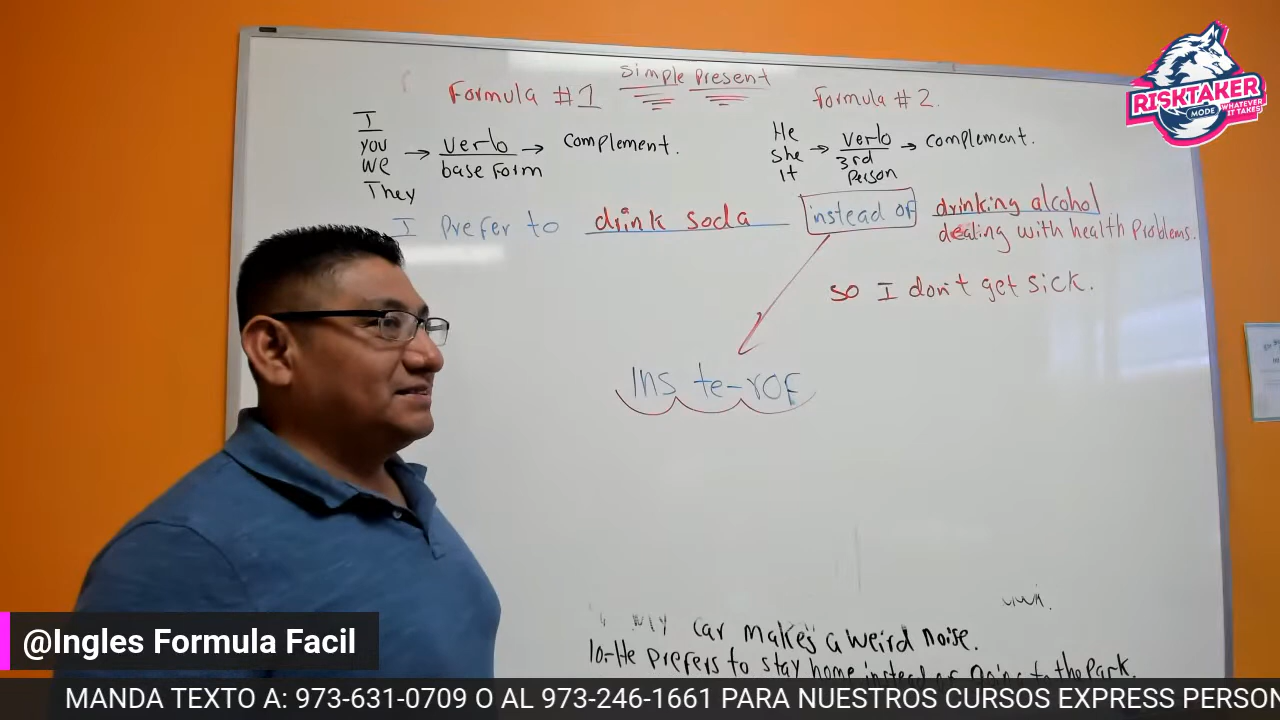 simple present
Formula #1
Formula # 2.
I
you
we
They
verbo
base Form
complement.
He
she
it
verbo
3rd
Person
complement.
I prefer to drink soda instead of drinking alcohol
dealing with health problems.
so I don't get sick.
Ins te-rOF
My car makes a weird noise.
10-He prefers to stay home instead of going to the park.
RISKTAKER
MODE
WHATEVER
IT TAKES
@Ingles Formula Facil
MANDA TEXTO A: 973-631-0709 O AL 973-246-1661 PARA NUESTROS CURSOS EXPRESS PERSON